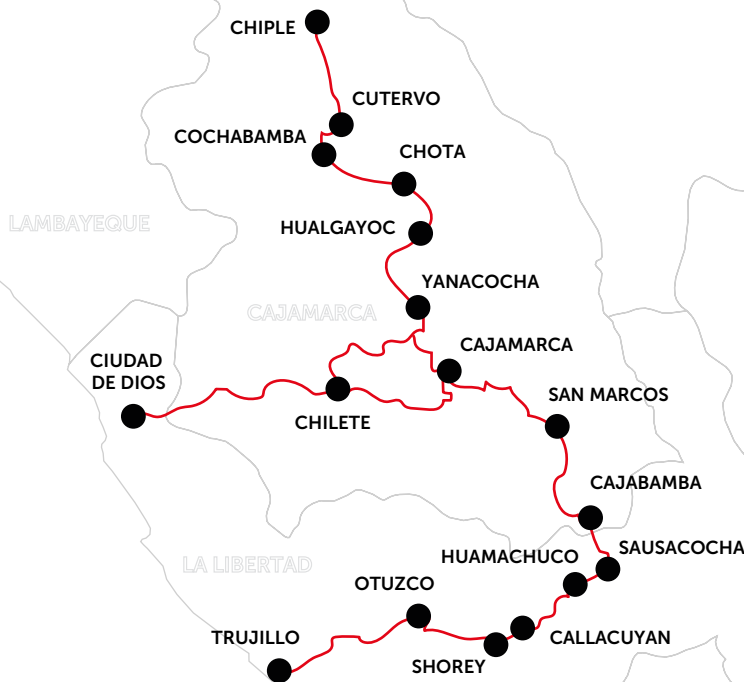 CHIPLE
CUTERVO
COCHABAMBA
CHOTA
LAMBAYEQUE
HUALGAYOC
YANACOCHA
CAJAMARCA
CAJAMARCA
CIUDAD
DE DIOS
SAN MARCOS
CHILETE
CAJABAMBA
SAUSACOCHA
HUAMACHUCO
LA LIBERTAD
OTUZCO
TRUJILLO
CALLACUYAN
SHOREY